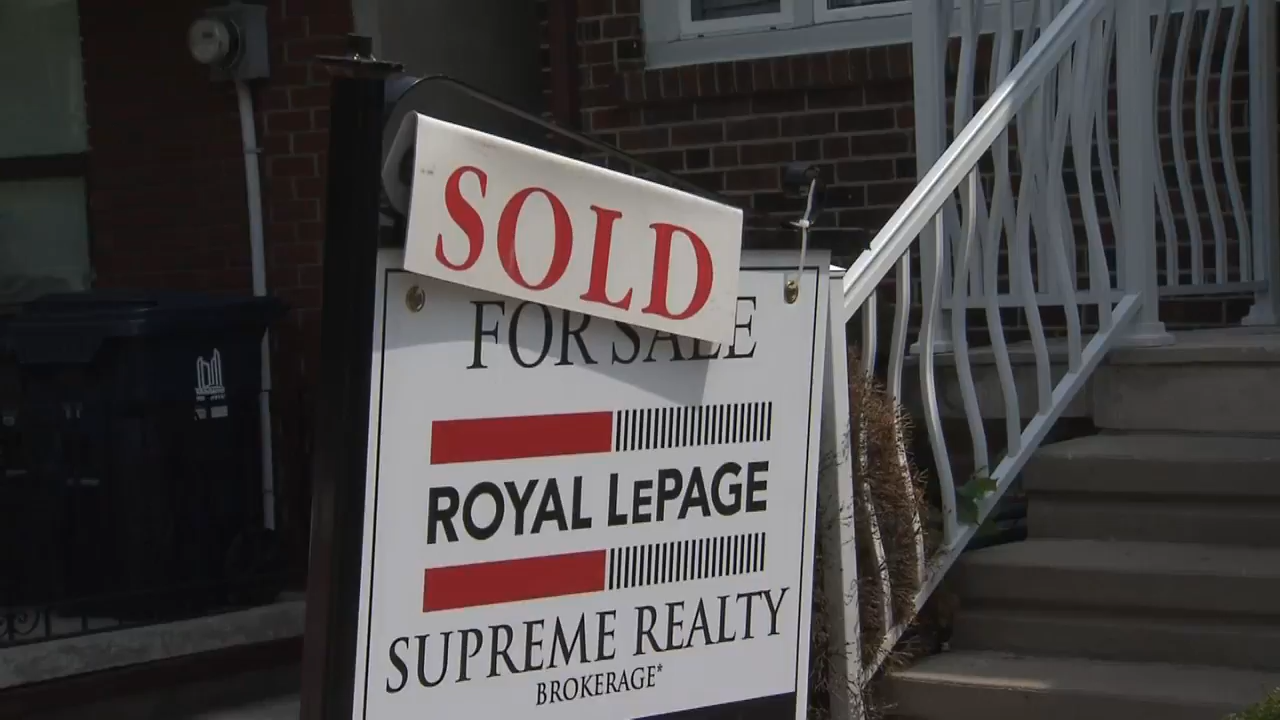 SOLD
FOR SALE
ROYAL LEPAGE
SUPREME REALTY
BROKERAGE*